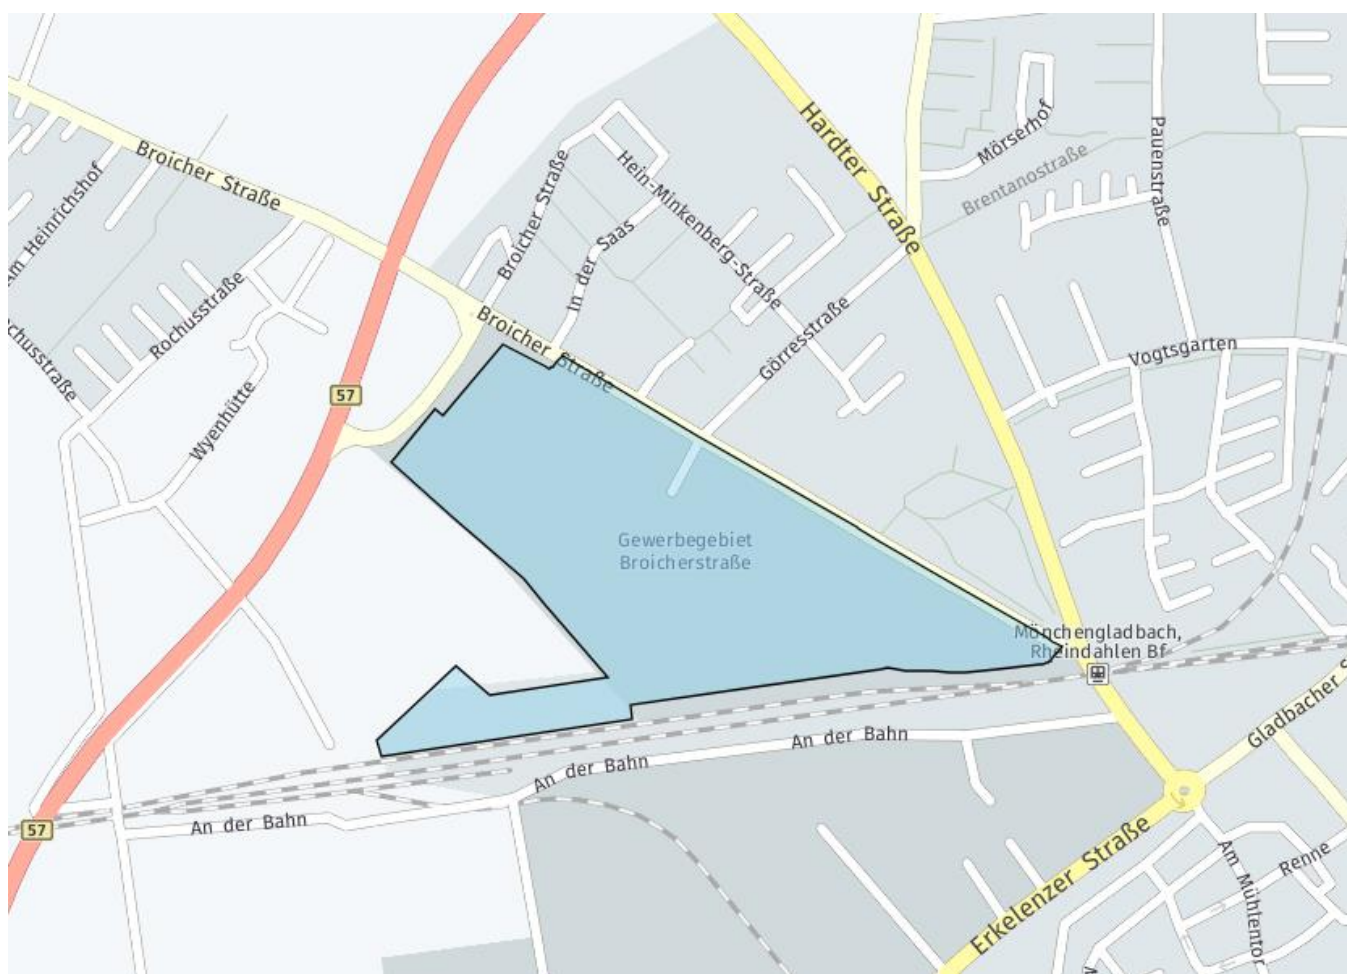 Hardter Straße
Mörserhof
Pauenstraße
Broicher Straße
Am Heinrichshof
Broicher Straße
Hein-Minkenberg-Straße
Brentanostraße
In der Saas
Rochusstraße
Broicher Straße
Görresstraße
Vogtsgarten
chusstraße
57
Wyenhütte
Gewerbegebiet
Broicherstraße
Mönchengladbach,
Rheindahlen Bf
Gladbacher S
An der Bahn
An der Bahn
An der Bahn
57
Erkelenzer Straße
Am Mühlentor
Renne